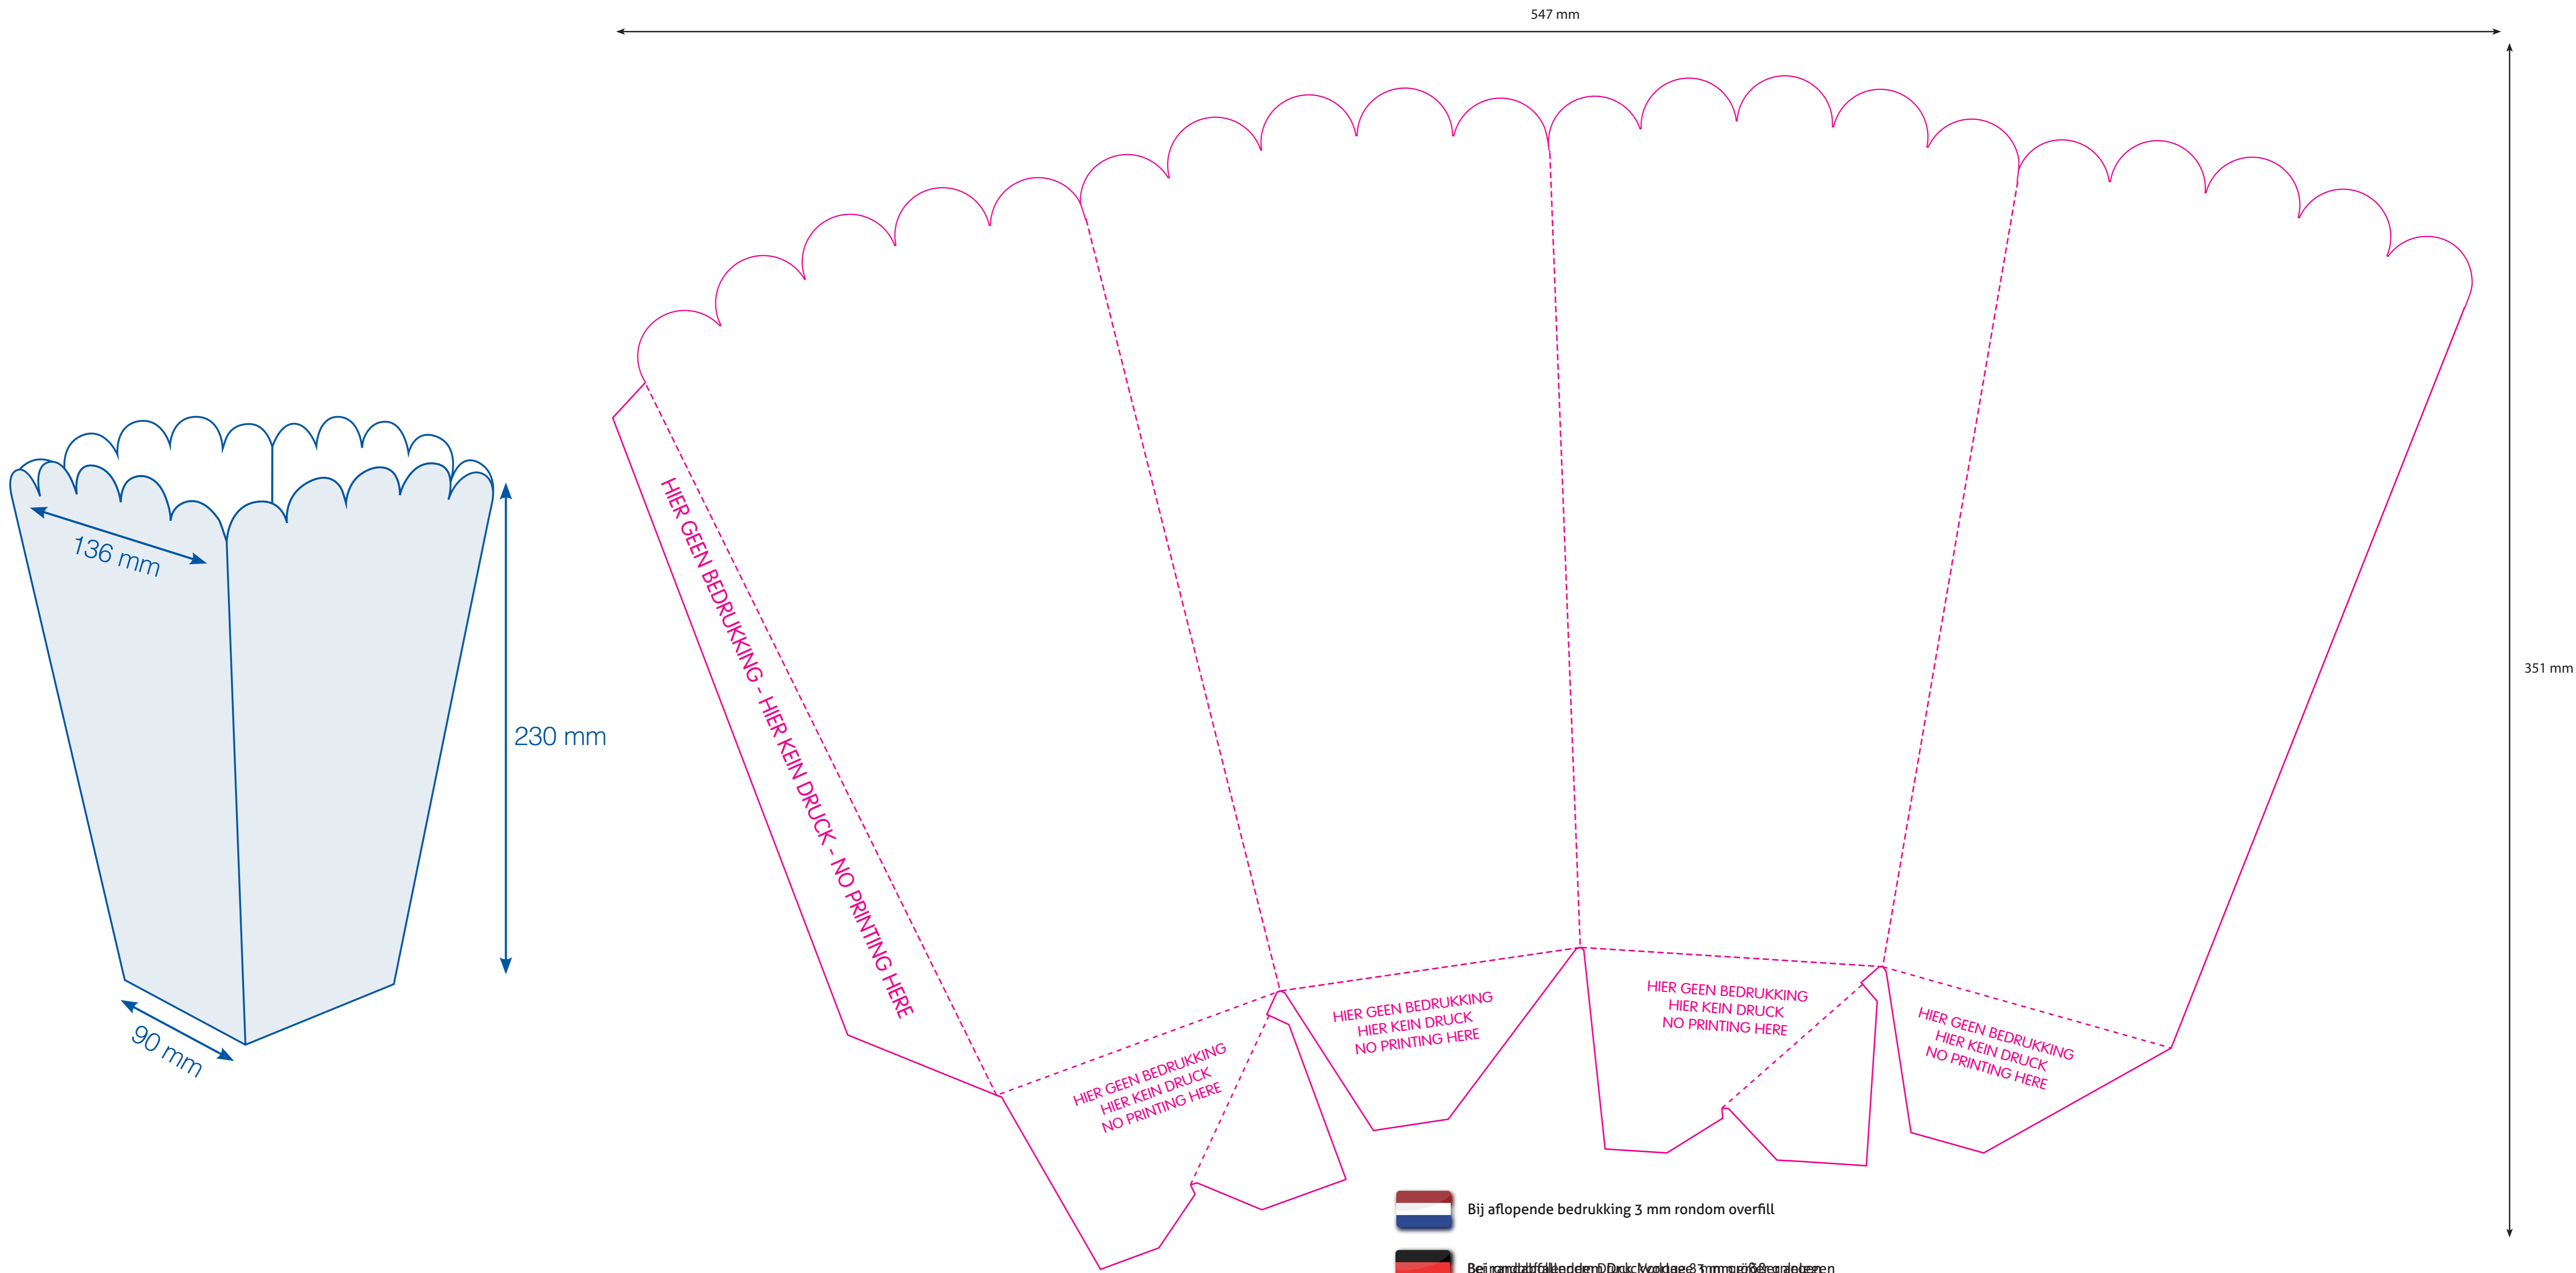 547 mm
351 mm
136 mm
230 mm
90 mm
HIER GEEN BEDRUKKING - HIER KEIN DRUCK - NO PRINTING HERE
HIER GEEN BEDRUKKING
HIER KEIN DRUCK
NO PRINTING HERE
HIER GEEN BEDRUKKING
HIER KEIN DRUCK
NO PRINTING HERE
HIER GEEN BEDRUKKING
HIER KEIN DRUCK
NO PRINTING HERE
HIER GEEN BEDRUKKING
HIER KEIN DRUCK
NO PRINTING HERE
Bij aflopende bedrukking 3 mm rondom overfill